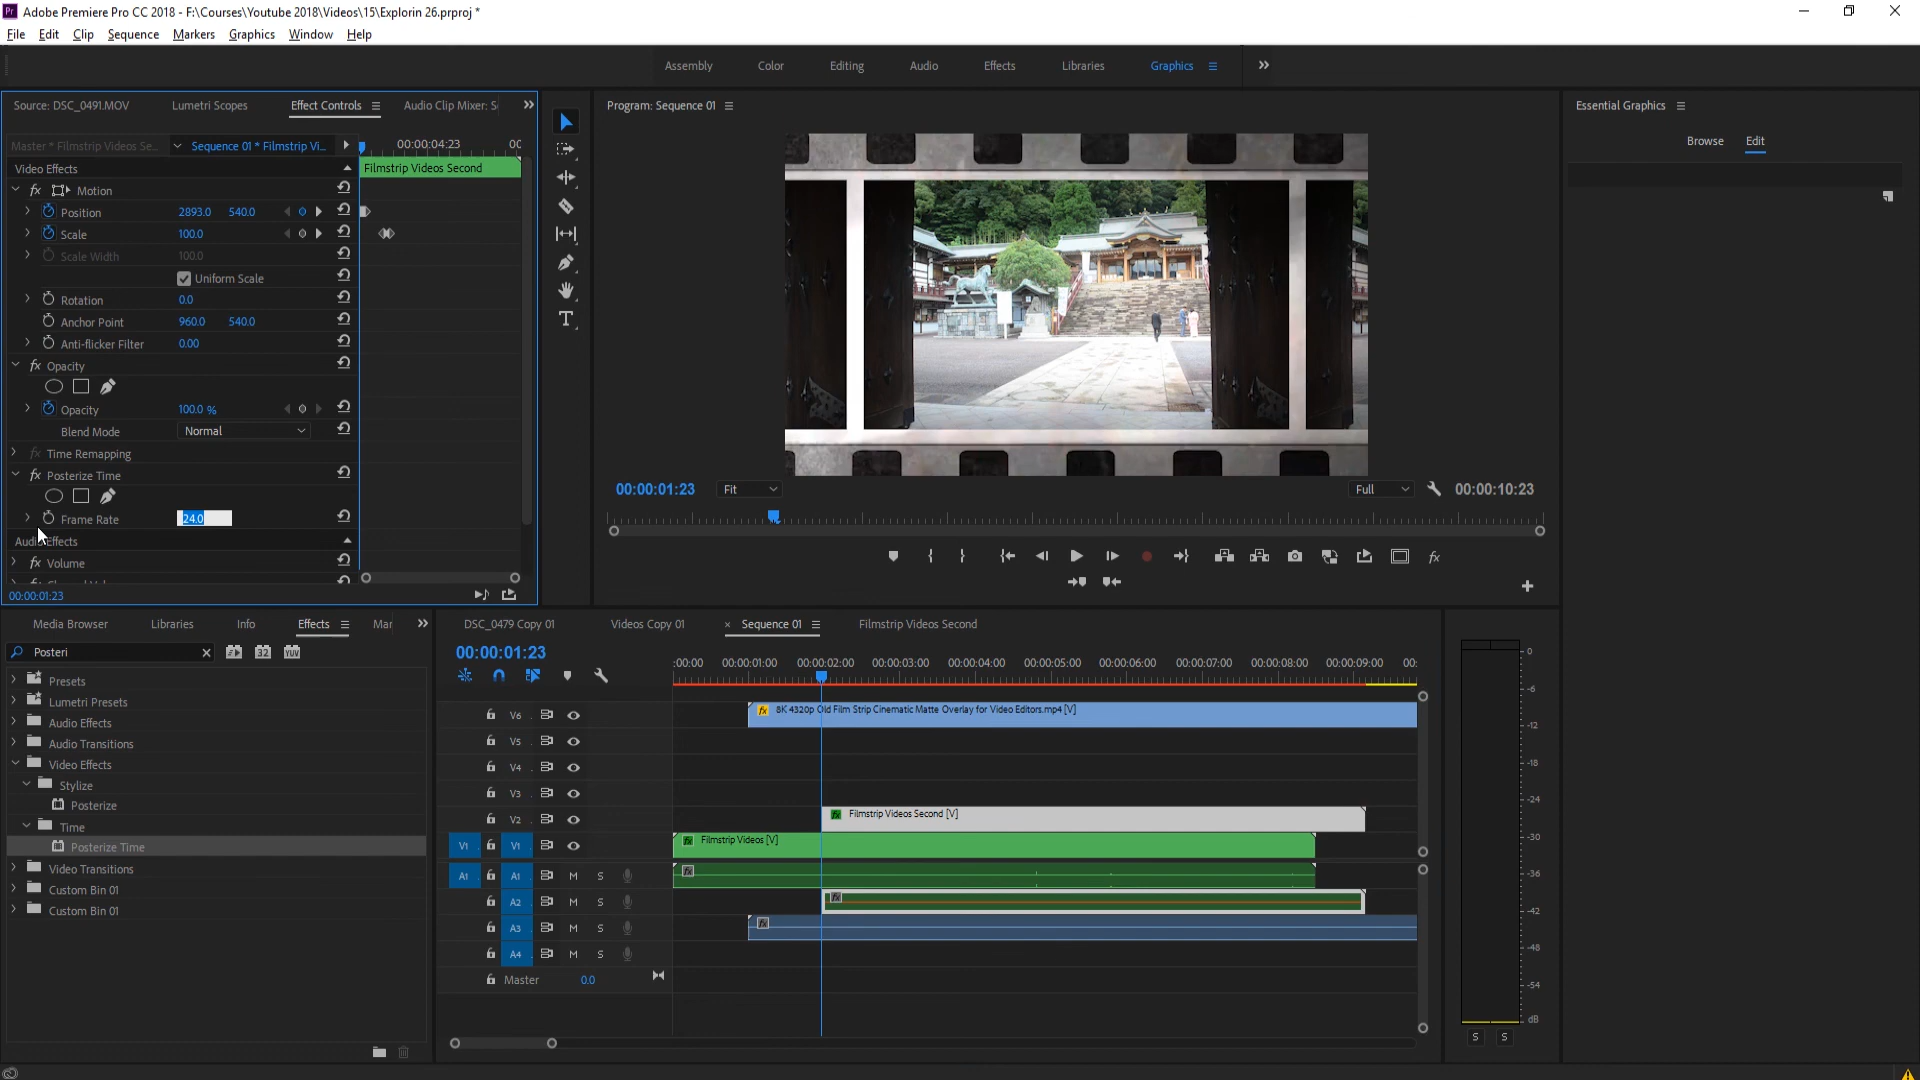 Adobe Premiere Pro CC 2018 - F:\Courses\Youtube 2018\Videos\15\Explorin 26.prproj *
File Edit Clip Sequence Markers Graphics Window Help
Assembly Color Editing Audio Effects Libraries Graphics
Source: DSC_0491.MOV Lumetri Scopes Effect Controls Audio Clip Mixer: S
Program: Sequence 01
Essential Graphics
Browse Edit
Master * Filmstrip Videos Se... Sequence 01 * Filmstrip Vi... 00:00:04:23 00
Video Effects Filmstrip Videos Second
fx Motion
Position 2893.0 540.0
Scale 100.0
Scale Width 100.0
Uniform Scale
Rotation 0.0
Anchor Point 960.0 540.0
Anti-flicker Filter 0.00
fx Opacity
Opacity 100.0 %
Blend Mode Normal
fx Time Remapping
fx Posterize Time
Frame Rate 24.0
Audio Effects
fx Volume
00:00:01:23
00:00:01:23 Fit Full 00:00:10:23
fx
Media Browser Libraries Info Effects Mar
Posteri 32 YUV
Presets
Lumetri Presets
Audio Effects
Audio Transitions
Video Effects
Stylize
Posterize
Time
Posterize Time
Video Transitions
Custom Bin 01
Custom Bin 01
DSC_0479 Copy 01 Videos Copy 01 × Sequence 01 Filmstrip Videos Second
00:00:01:23
:00:00 00:00:01:00 00:00:02:00 00:00:03:00 00:00:04:00 00:00:05:00 00:00:06:00 00:00:07:00 00:00:08:00 00:00:09:00 00:
V6 fx 8K 4320p Old Film Strip Cinematic Matte Overlay for Video Editors.mp4 [V]
V5
V4
V3
V2 fx Filmstrip Videos Second [V]
V1 V1 fx Filmstrip Videos [V]
A1 A1 M S fx
A2 M S fx
A3 M S fx
A4 M S
Master 0.0
-0
-6
-12
-18
-24
-30
-36
-42
-48
-54
dB
S S